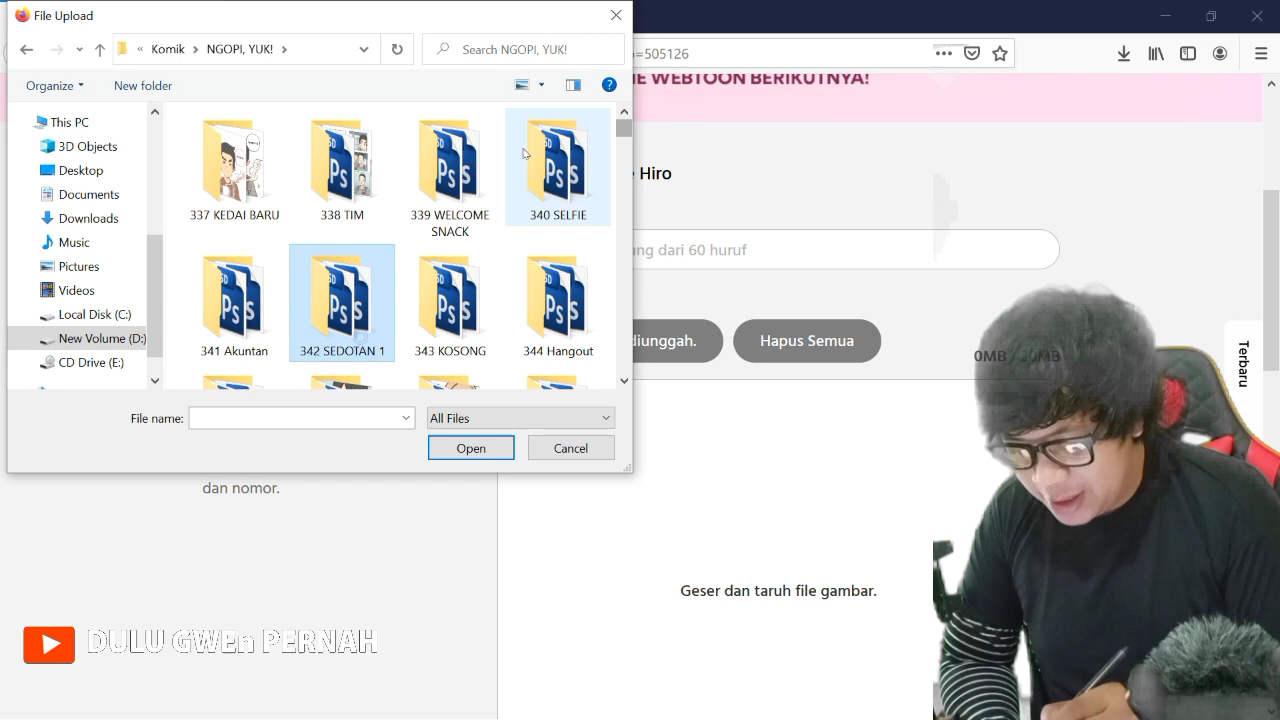 File Upload
« Komik > NGOPI, YUK! >
Search NGOPI, YUK!
=505126
Organize
New folder
This PC
3D Objects
Desktop
Documents
Downloads
Music
Pictures
Videos
Local Disk (C:)
New Volume (D:)
CD Drive (E:)
337 KEDAI BARU
338 TIM
339 WELCOME SNACK
340 SELFIE
341 Akuntan
342 SEDOTAN 1
343 KOSONG
344 Hangout
File name:
All Files
Open
Cancel
E WEBTOON BERIKUTNYA!
Hiro
ng dari 60 huruf
diunggah.
Hapus Semua
0MB / 20MB
Terbaru
dan nomor.
Geser dan taruh file gambar.
DULU GWEn PERNAH